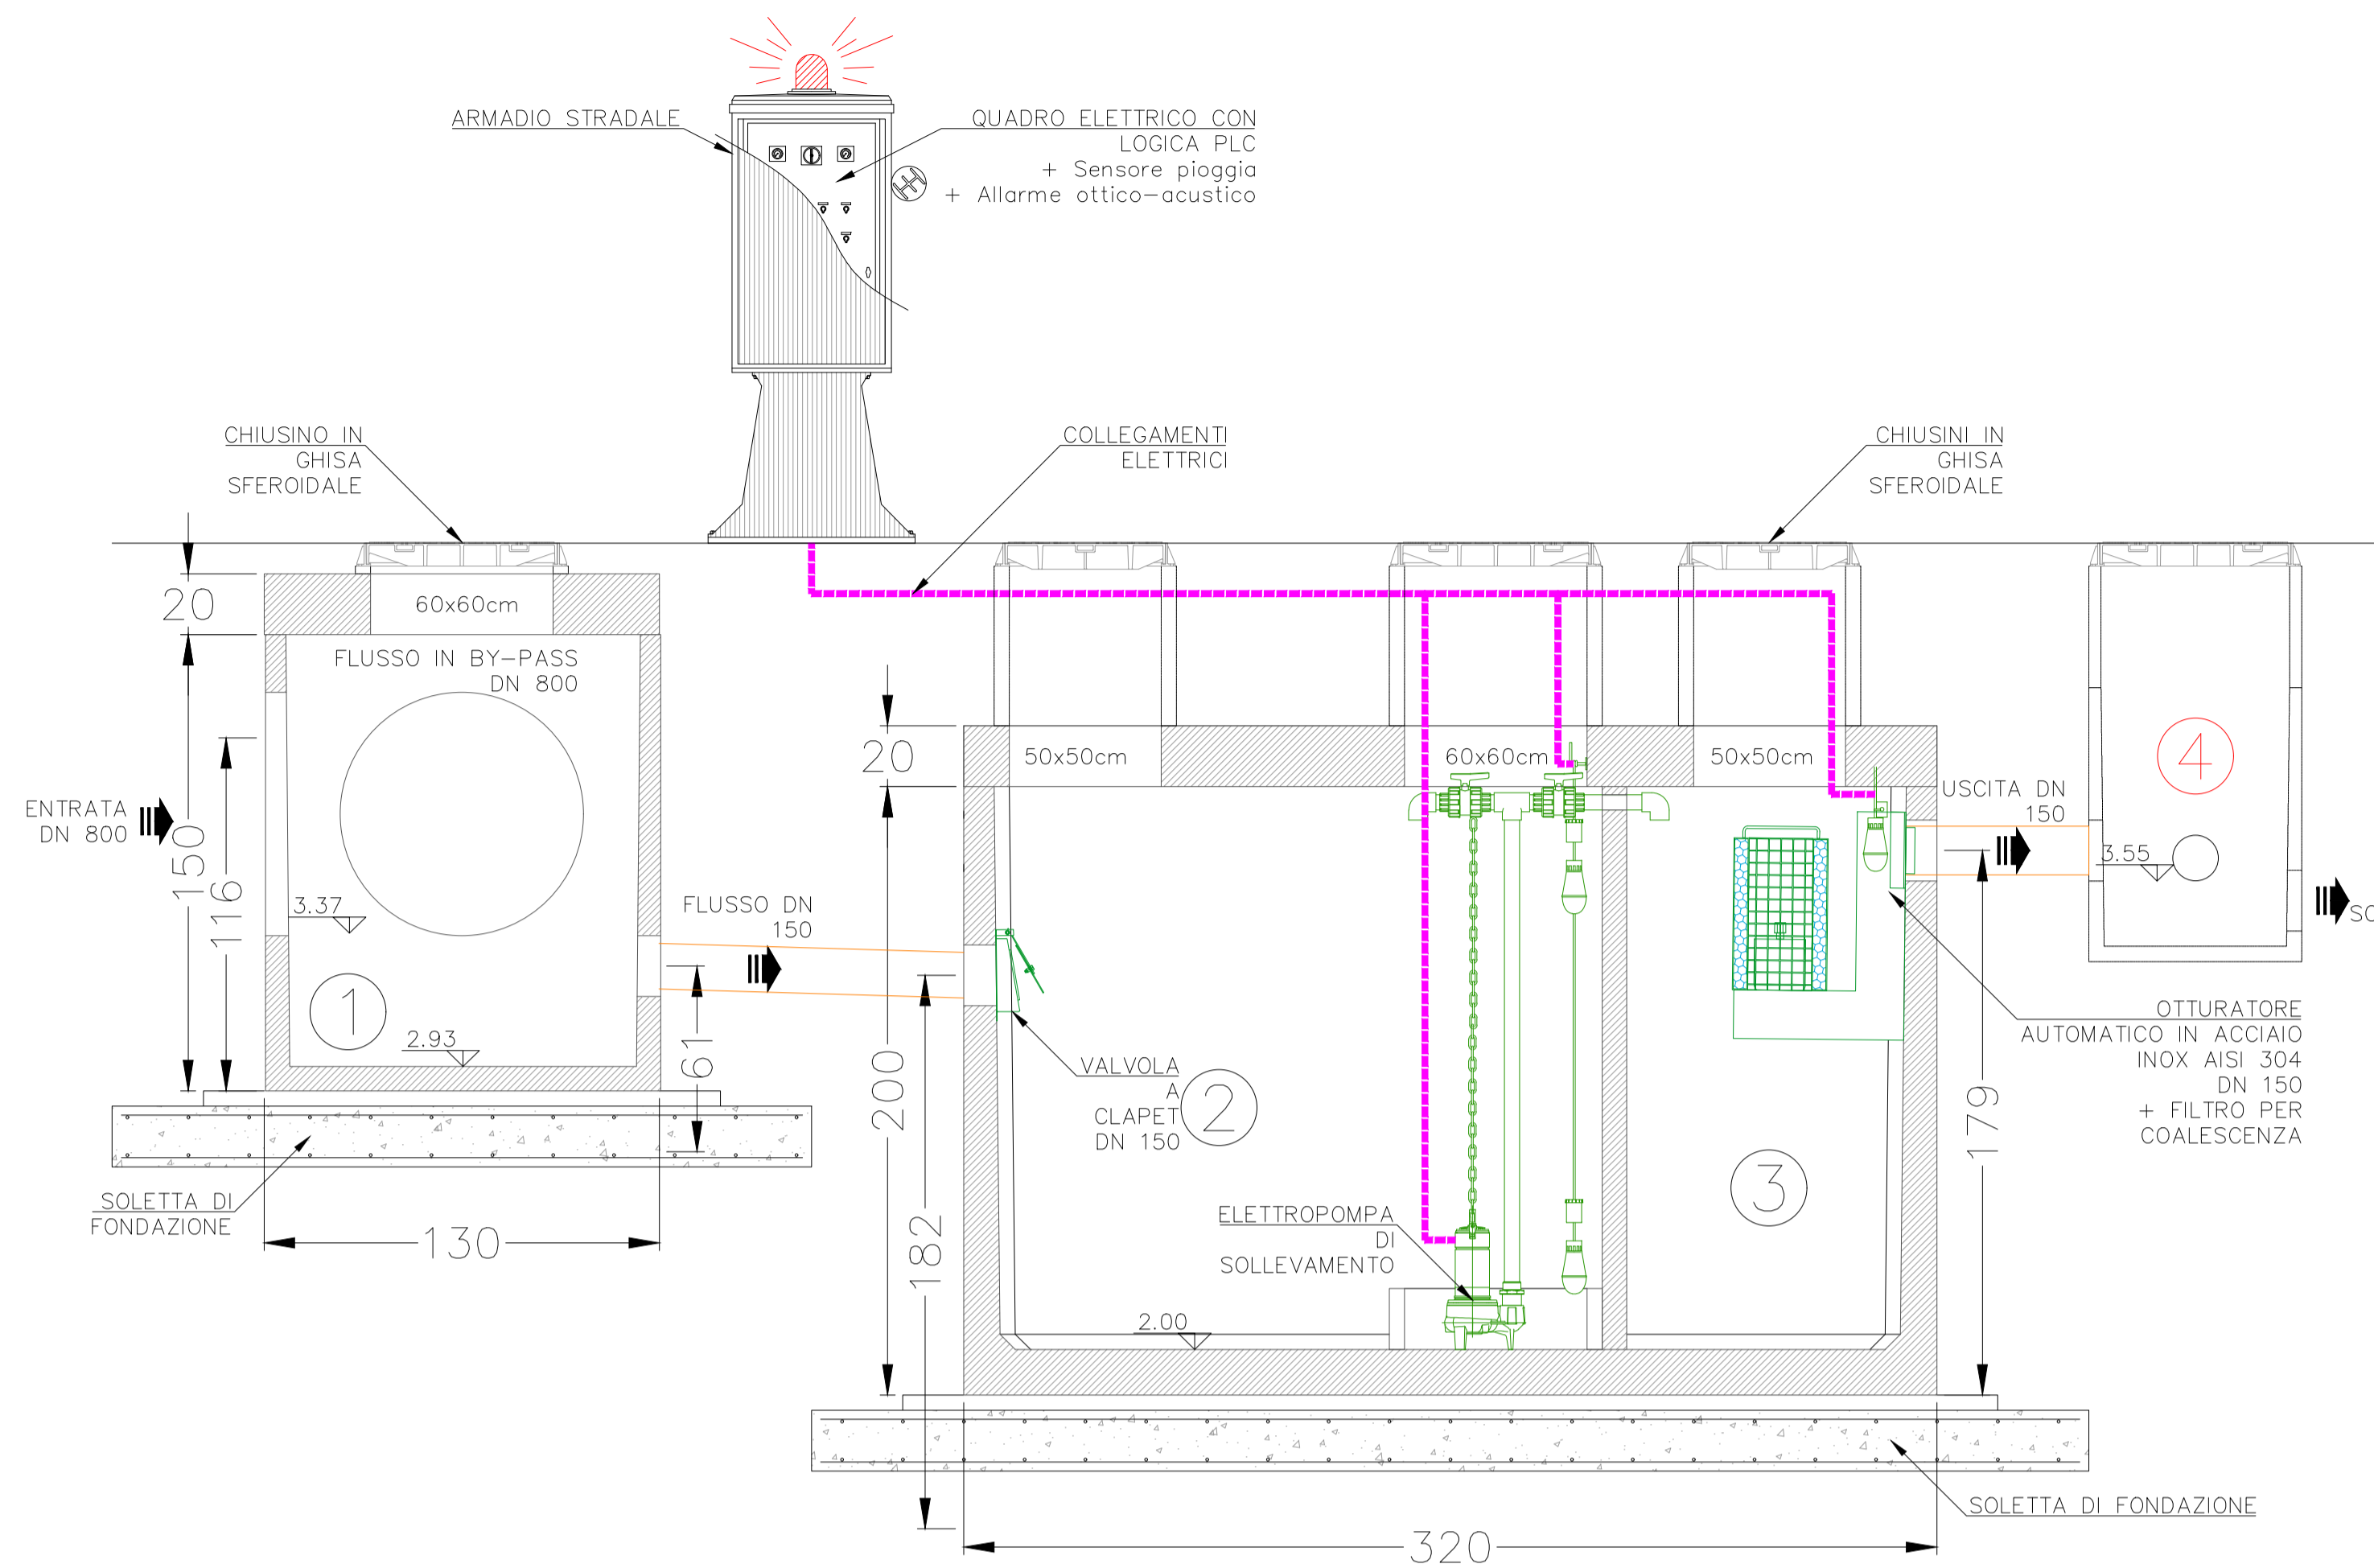 ARMADIO STRADALE
QUADRO ELETTRICO CON
LOGICA PLC
+ Sensore pioggia
+ Allarme ottico-acustico
CHIUSINO IN
GHISA
SFEROIDALE
COLLEGAMENTI
ELETTRICI
CHIUSINI IN
GHISA
SFEROIDALE
20
60x60cm
FLUSSO IN BY-PASS
DN 800
ENTRATA
DN 800
150
116
3.37
1
2.93
61
FLUSSO DN
150
SOLETTA DI
FONDAZIONE
130
20
50x50cm
60x60cm
50x50cm
200
182
VALVOLA
A
CLAPET
DN 150
2
ELETTROPOMPA
DI
SOLLEVAMENTO
2.00
3
USCITA DN
150
179
4
3.55
OTTURATORE
AUTOMATICO IN ACCIAIO
INOX AISI 304
DN 150
+ FILTRO PER
COALESCENZA
SOLETTA DI FONDAZIONE
320